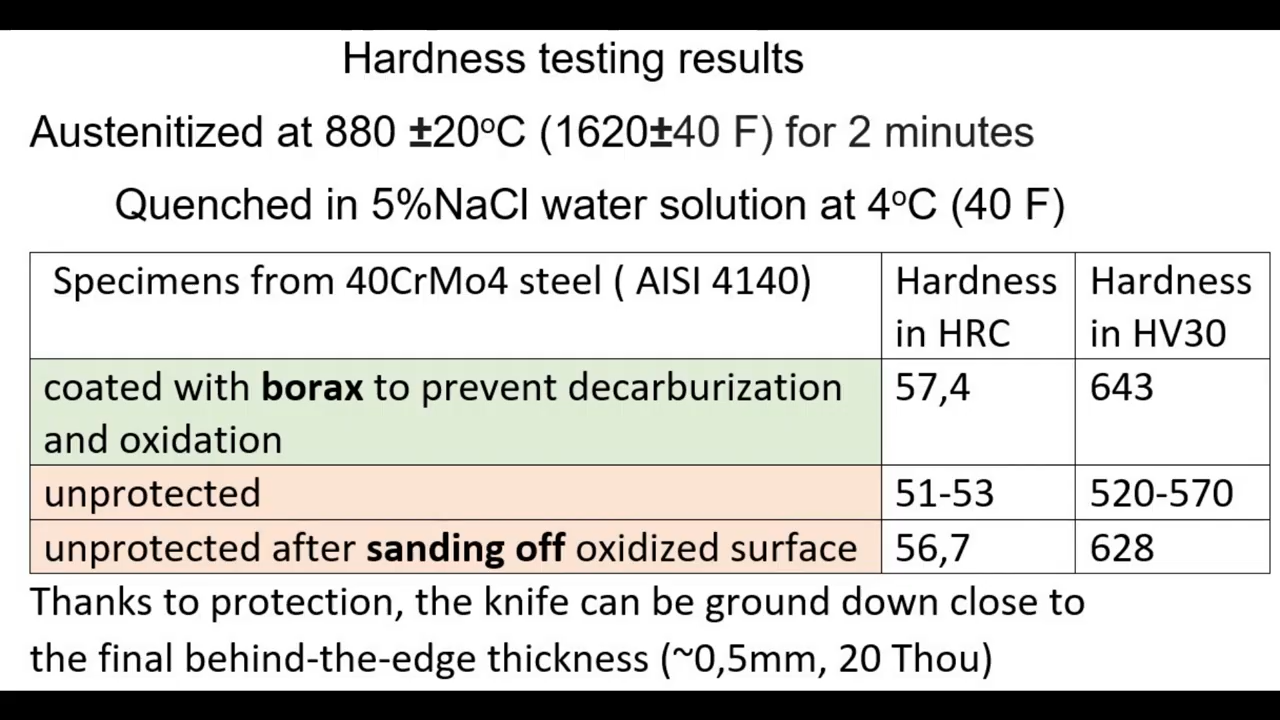 Hardness testing results
Austenitized at 880 ±20°C (1620±40 F) for 2 minutes
Quenched in 5%NaCl water solution at 4°C (40 F)
Specimens from 40CrMo4 steel ( AISI 4140)
Hardness in HRC
Hardness in HV30
coated with borax to prevent decarburization
and oxidation
57,4
643
unprotected
51-53
520-570
unprotected after sanding off oxidized surface
56,7
628
Thanks to protection, the knife can be ground down close to
the final behind-the-edge thickness (~0,5mm, 20 Thou)